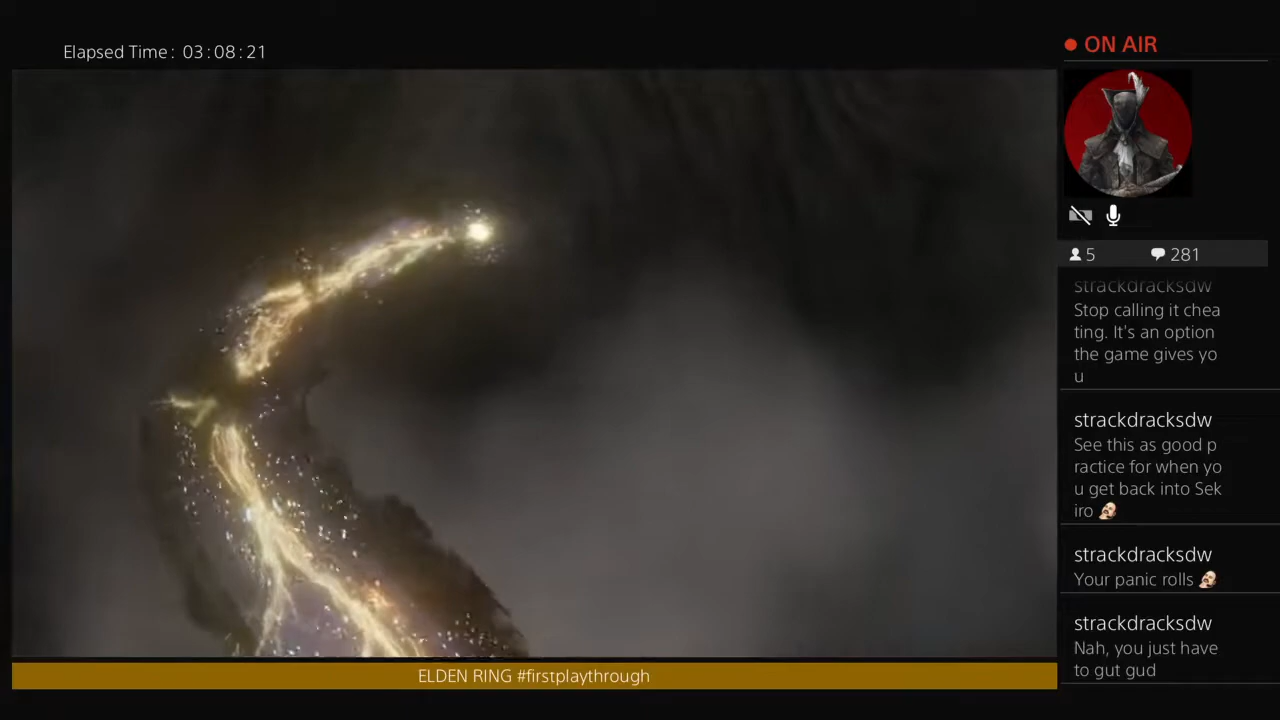 Elapsed Time: 03:08:21
ON AIR
5
281
strackdracksdw
Stop calling it chea
ting. It's an option
the game gives yo
u
strackdracksdw
See this as good p
ractice for when yo
u get back into Sek
iro
strackdracksdw
Your panic rolls
strackdracksdw
Nah, you just have
to gut gud
ELDEN RING #firstplaythrough